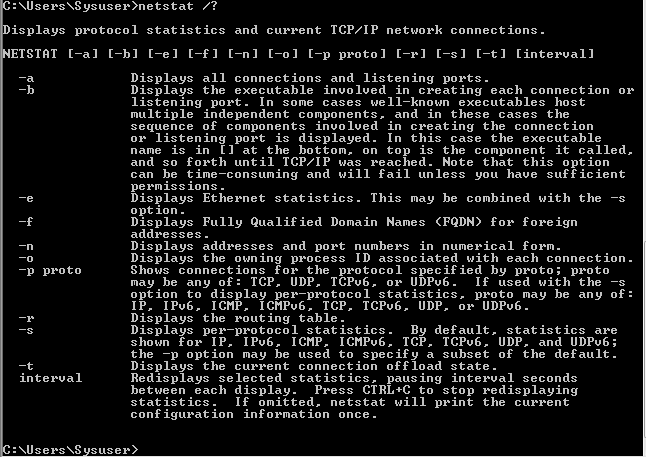 C:\Users\Sysuser>netstat /?
Displays protocol statistics and current TCP/IP network connections.
NETSTAT [-a] [-b] [-e] [-f] [-n] [-o] [-p proto] [-r] [-s] [-t] [interval]
-a Displays all connections and listening ports.
-b Displays the executable involved in creating each connection or
listening port. In some cases well-known executables host
multiple independent components, and in these cases the
sequence of components involved in creating the connection
or listening port is displayed. In this case the executable
name is in [] at the bottom, on top is the component it called,
and so forth until TCP/IP was reached. Note that this option
can be time-consuming and will fail unless you have sufficient
permissions.
-e Displays Ethernet statistics. This may be combined with the -s
option.
-f Displays Fully Qualified Domain Names (FQDN) for foreign
addresses.
-n Displays addresses and port numbers in numerical form.
-o Displays the owning process ID associated with each connection.
-p proto Shows connections for the protocol specified by proto; proto
may be any of: TCP, UDP, TCPv6, or UDPv6.  If used with the -s
option to display per-protocol statistics, proto may be any of:
IP, IPv6, ICMP, ICMPv6, TCP, TCPv6, UDP, or UDPv6.
-r Displays the routing table.
-s Displays per-protocol statistics.  By default, statistics are
shown for IP, IPv6, ICMP, ICMPv6, TCP, TCPv6, UDP, and UDPv6;
the -p option may be used to specify a subset of the default.
-t Displays the current connection offload state.
interval Redisplays selected statistics, pausing interval seconds
between each display.  Press CTRL+C to stop redisplaying
statistics.  If omitted, netstat will print the current
configuration information once.
C:\Users\Sysuser>